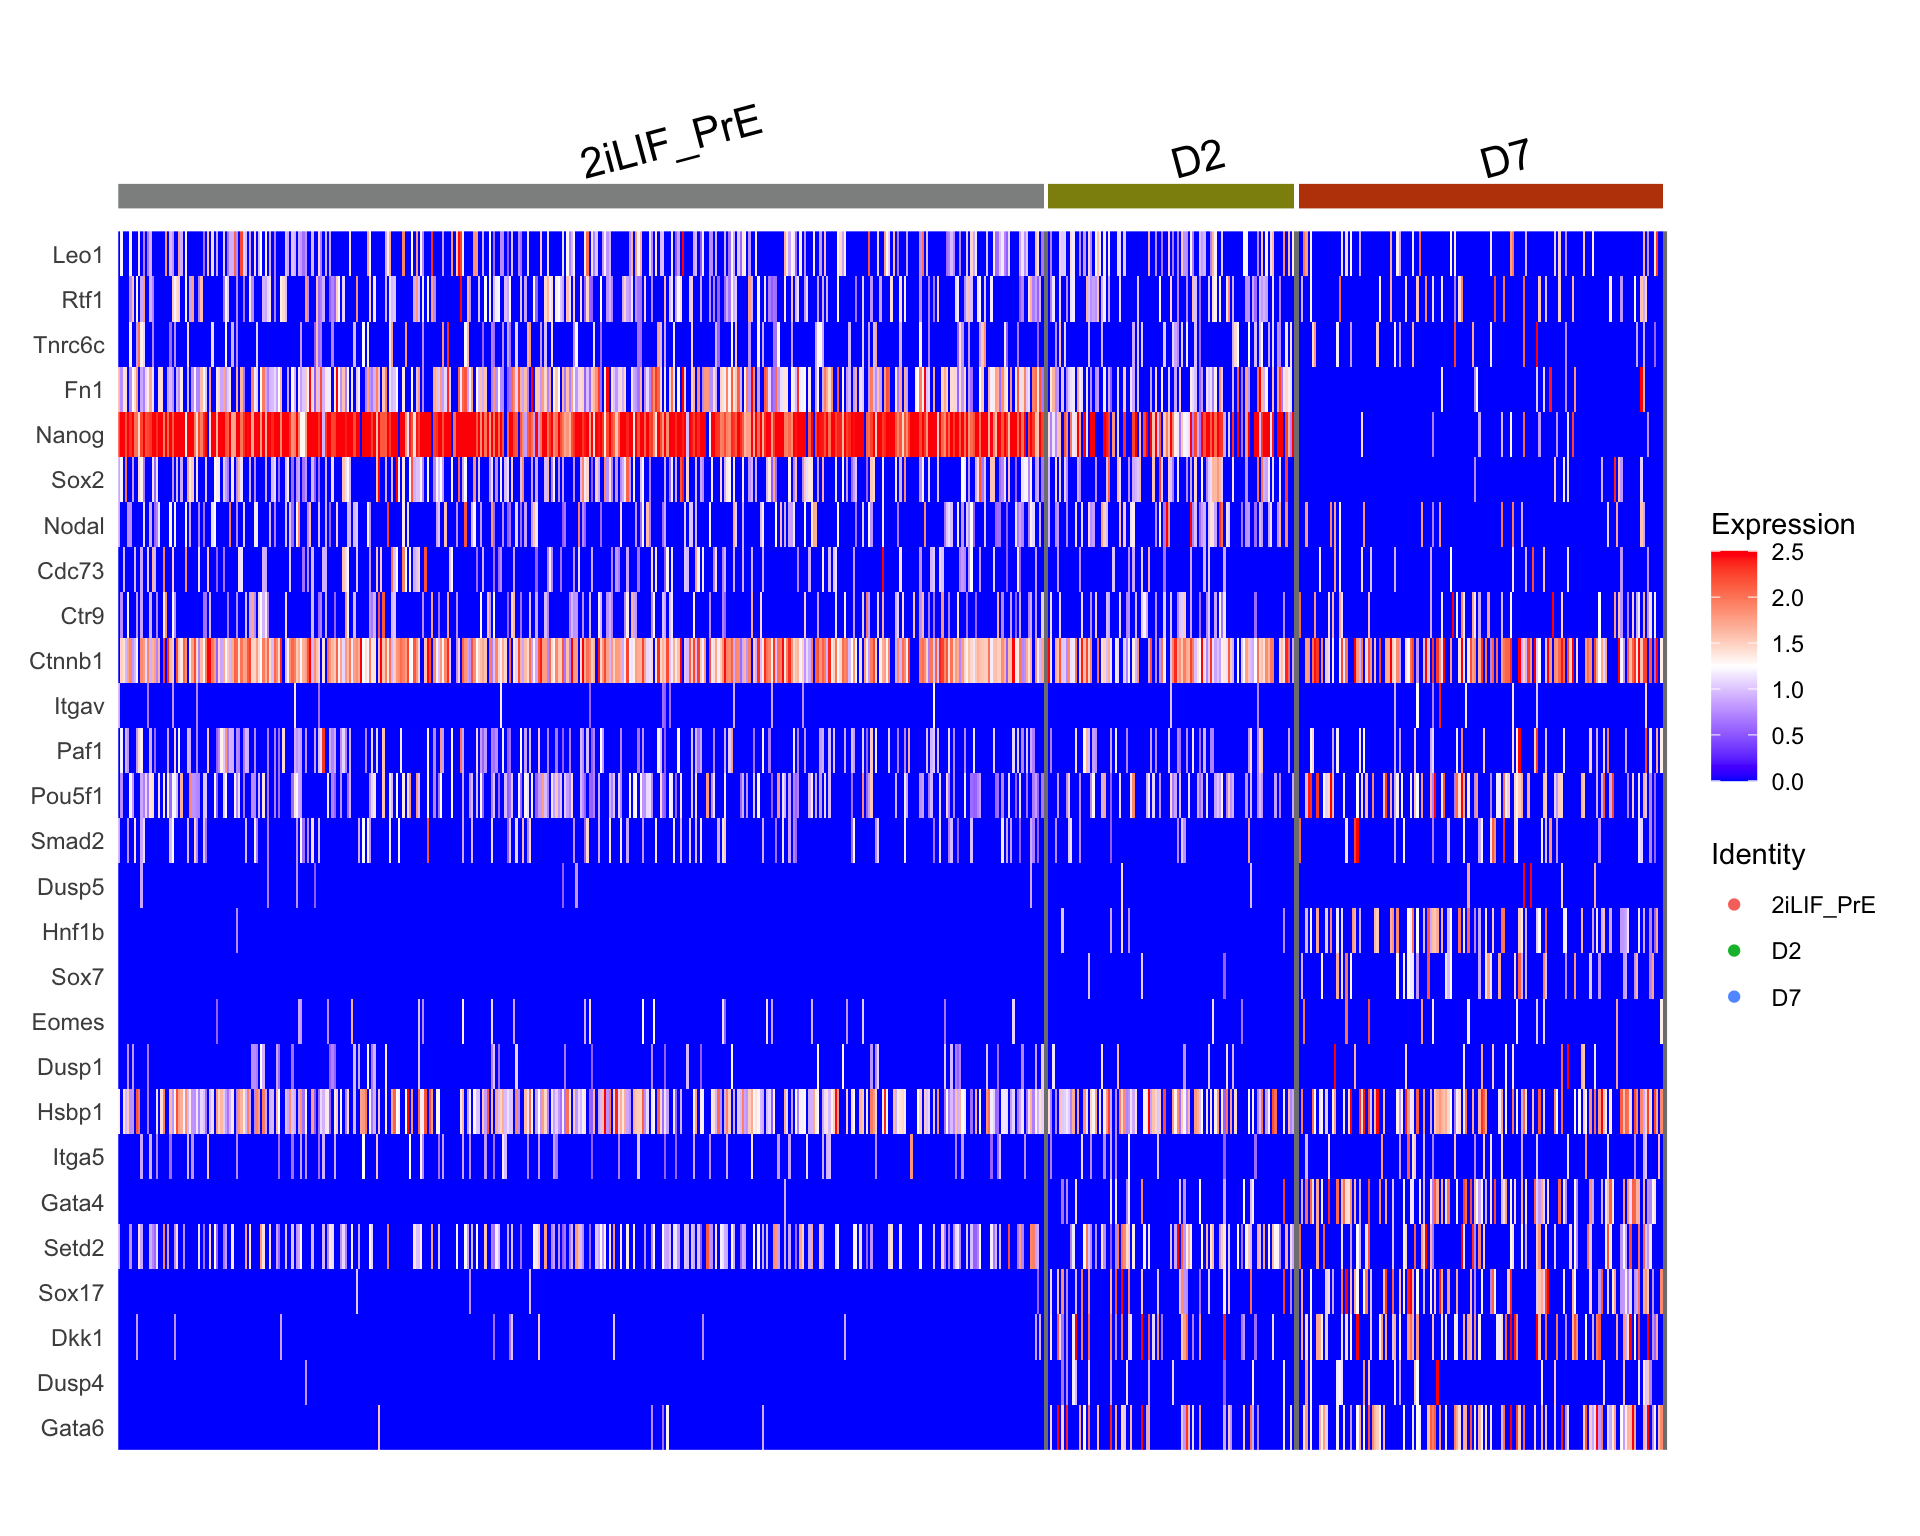 2iLIF_PrE
D2
D7
Leo1
Rtf1
Tnrc6c
Fn1
Nanog
Sox2
Nodal
Cdc73
Ctr9
Ctnnb1
Itgav
Paf1
Pou5f1
Smad2
Dusp5
Hnf1b
Sox7
Eomes
Dusp1
Hsbp1
Itga5
Gata4
Setd2
Sox17
Dkk1
Dusp4
Gata6
Expression
2.5
2.0
1.5
1.0
0.5
0.0
Identity
2iLIF_PrE
D2
D7